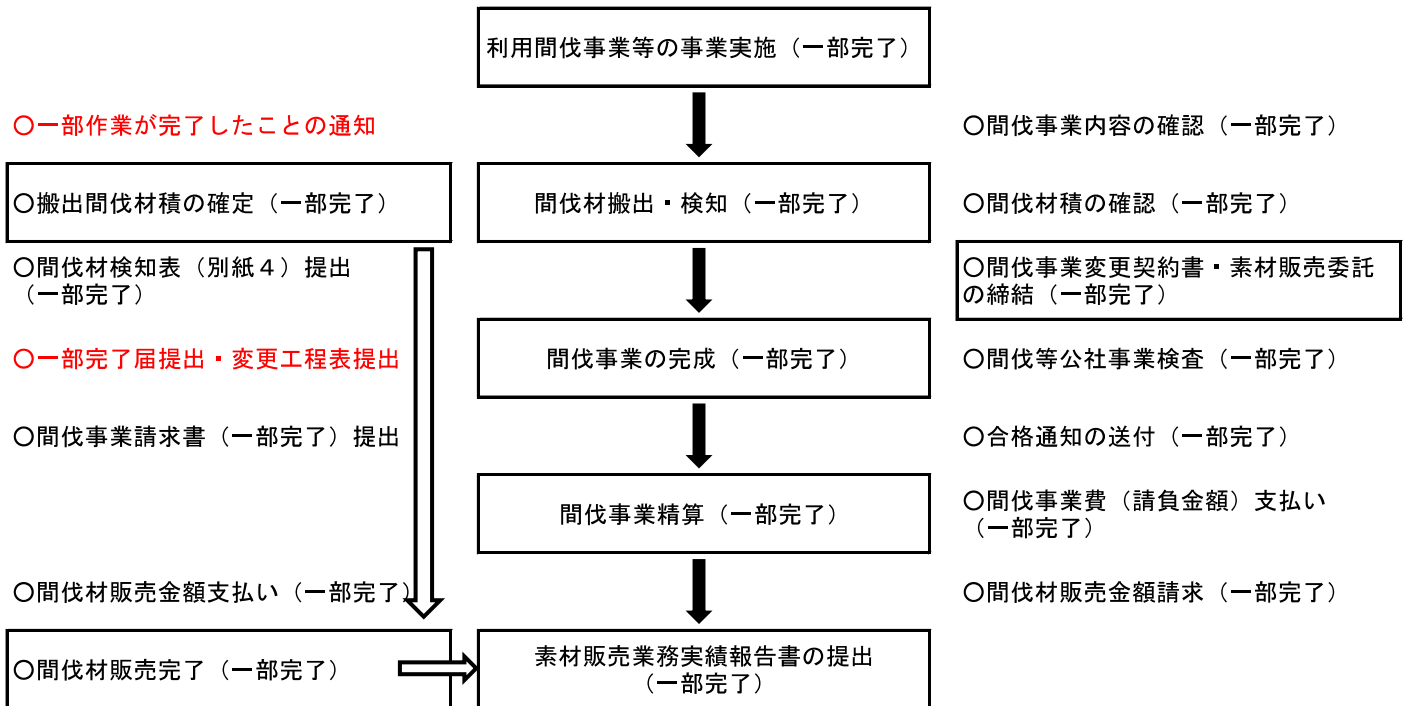 利用間伐事業等の事業実施（一部完了）
〇一部作業が完了したことの通知
〇間伐事業内容の確認（一部完了）
〇搬出間伐材積の確定（一部完了）
間伐材搬出・検知（一部完了）
〇間伐材積の確認（一部完了）
〇間伐材検知表（別紙４）提出
（一部完了）
〇間伐事業変更契約書・素材販売委託
の締結（一部完了）
〇一部完了届提出・変更工程表提出
間伐事業の完成（一部完了）
〇間伐等公社事業検査（一部完了）
〇間伐事業請求書（一部完了）提出
〇合格通知の送付（一部完了）
間伐事業精算（一部完了）
〇間伐事業費（請負金額）支払い
（一部完了）
〇間伐材販売金額支払い（一部完了）
〇間伐材販売金額請求（一部完了）
〇間伐材販売完了（一部完了）
素材販売業務実績報告書の提出
（一部完了）